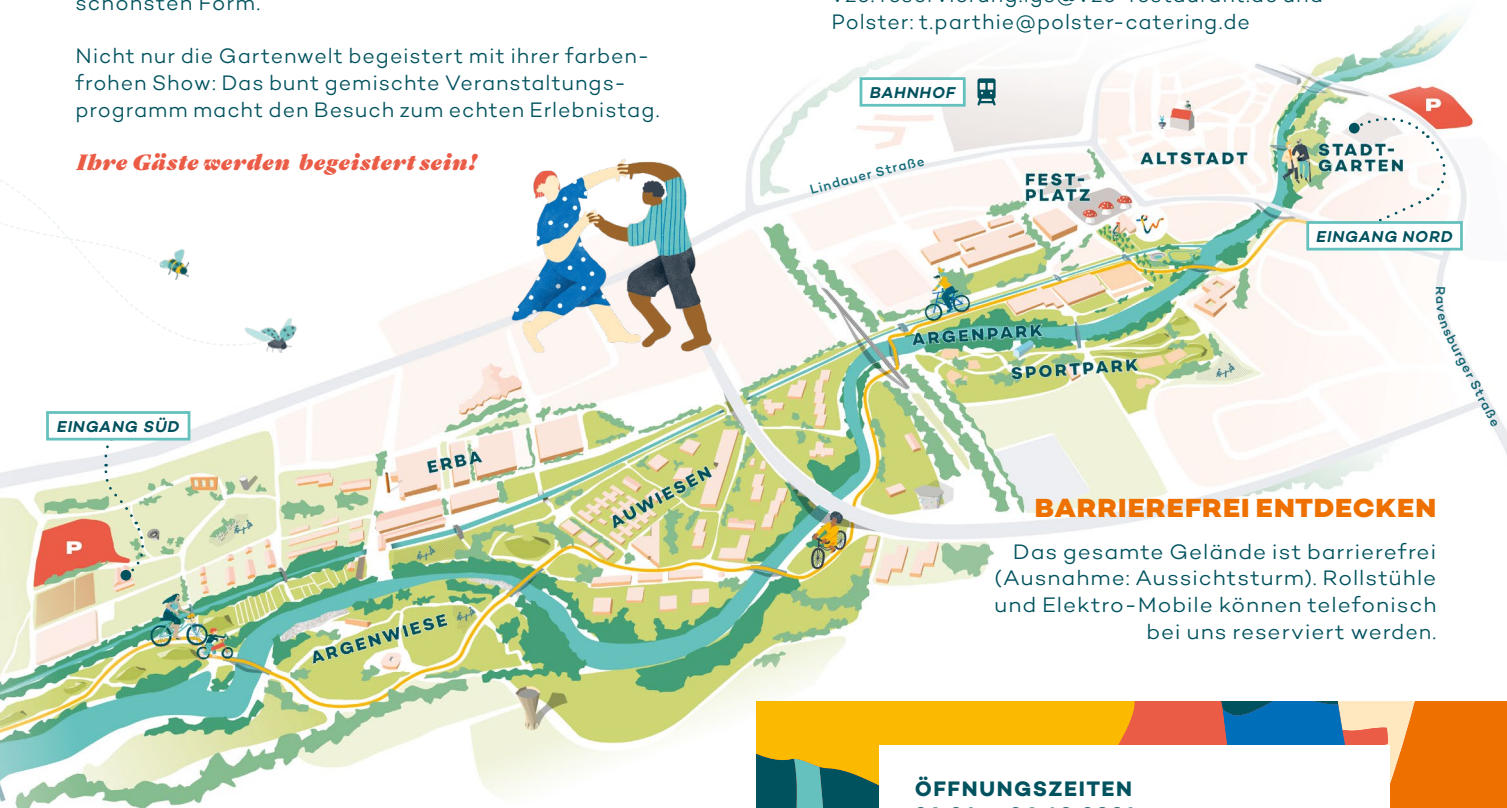 schönsten Form.
Nicht nur die Gartenwelt begeistert mit ihrer farben-
frohen Show: Das bunt gemischte Veranstaltungs-
programm macht den Besuch zum echten Erlebnistag.
Ihre Gäste werden begeistert sein!
Polster: t.parthie@polster-catering.de
BAHNHOF
P
Lindauer Straße
ALTSTADT
STADT-
GARTEN
FEST-
PLATZ
EINGANG NORD
Ravensburger Straße
ARGENPARK
SPORTPARK
EINGANG SÜD
ERBA
AUWIESEN
P
ARGENWIESE
BARRIEREFREI ENTDECKEN
Das gesamte Gelände ist barrierefrei
(Ausnahme: Aussichtsturm). Rollstühle
und Elektro-Mobile können telefonisch
bei uns reserviert werden.
ÖFFNUNGSZEITEN